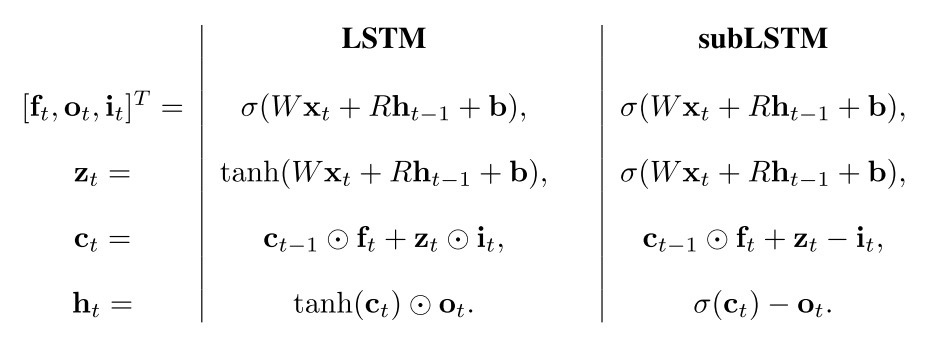 LSTM subLSTM
[f_t, o_t, i_t]^T = σ(Wx_t + Rh_{t−1} + b), σ(Wx_t + Rh_{t−1} + b),
z_t = tanh(Wx_t + Rh_{t−1} + b), σ(Wx_t + Rh_{t−1} + b),
c_t = c_{t−1} ⊙ f_t + z_t ⊙ i_t, c_{t−1} ⊙ f_t + z_t − i_t,
h_t = tanh(c_t) ⊙ o_t. σ(c_t) − o_t.